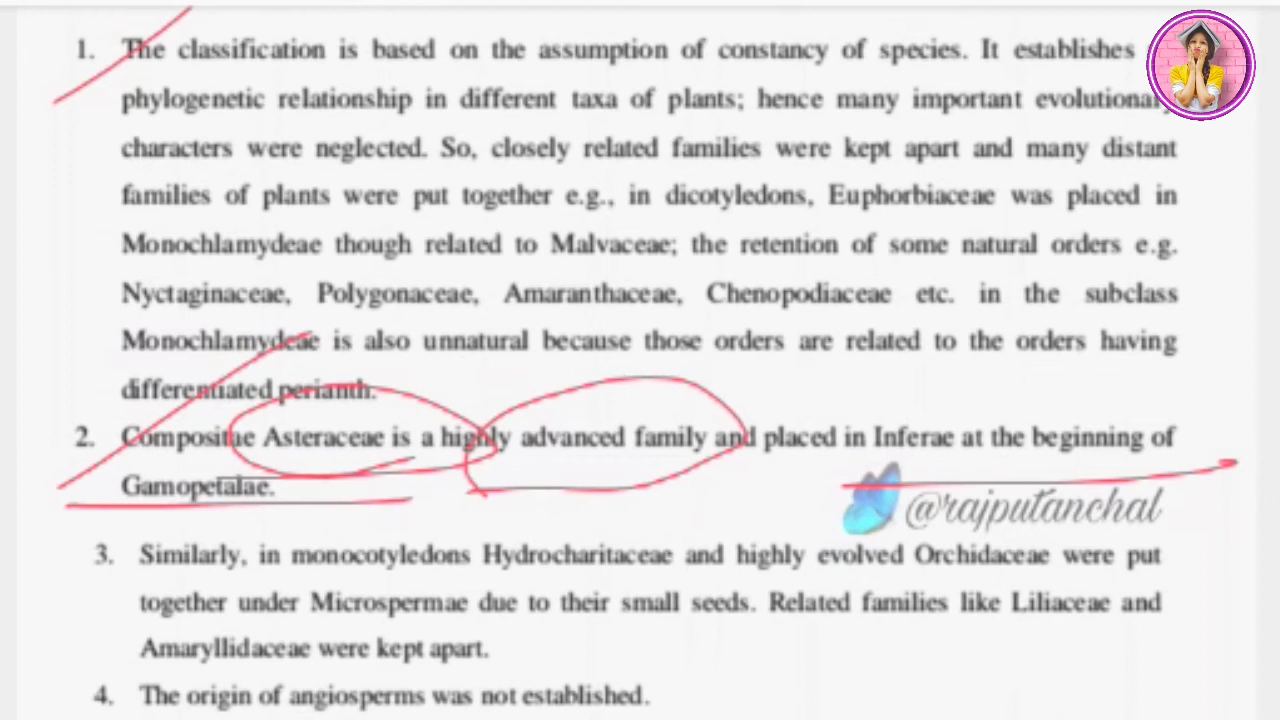 1. The classification is based on the assumption of constancy of species. It establishes
phylogenetic relationship in different taxa of plants; hence many important evolutionary
characters were neglected. So, closely related families were kept apart and many distant
families of plants were put together e.g., in dicotyledons, Euphorbiaceae was placed in
Monochlamydeae though related to Malvaceae; the retention of some natural orders e.g.
Nyctaginaceae, Polygonaceae, Amaranthaceae, Chenopodiaceae etc. in the subclass
Monochlamydeae is also unnatural because those orders are related to the orders having
differentiated perianth.
2. Asteraceae is a highly advanced family and placed in Inferae at the beginning of
Gamopetalae.
@rajputanchal
3. Similarly, in monocotyledons Hydrocharitaceae and highly evolved Orchidaceae were put
together under Microspermae due to their small seeds. Related families like Liliaceae and
Amaryllidaceae were kept apart.
4. The origin of angiosperms was not established.